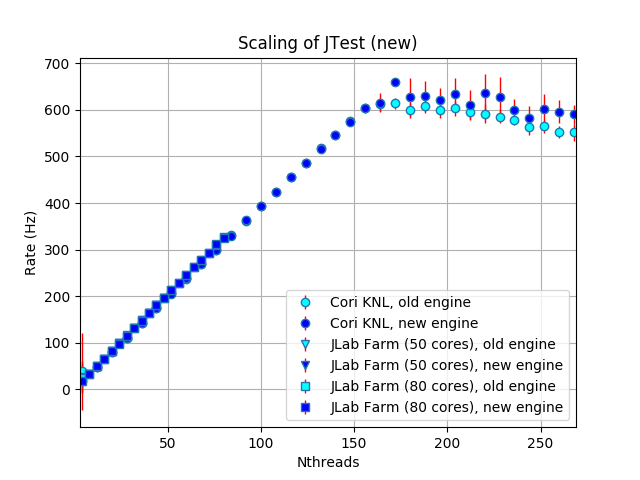 Scaling of JTest (new)
700
600
500
400
300
200
100
0
Rate (Hz)
50
100
150
200
250
Nthreads
Cori KNL, old engine
Cori KNL, new engine
JLab Farm (50 cores), old engine
JLab Farm (50 cores), new engine
JLab Farm (80 cores), old engine
JLab Farm (80 cores), new engine